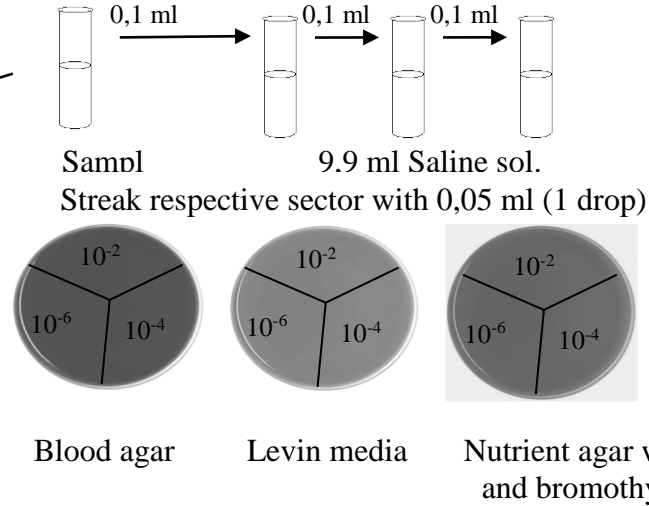 0,1 ml 0,1 ml 0,1 ml
Sampl 9,9 ml Saline sol.
Streak respective sector with 0,05 ml (1 drop)
10-2 10-2 10-2
10-6 10-4 10-6 10-4 10-6 10-4
Blood agar Levin media Nutrient agar
and bromothy